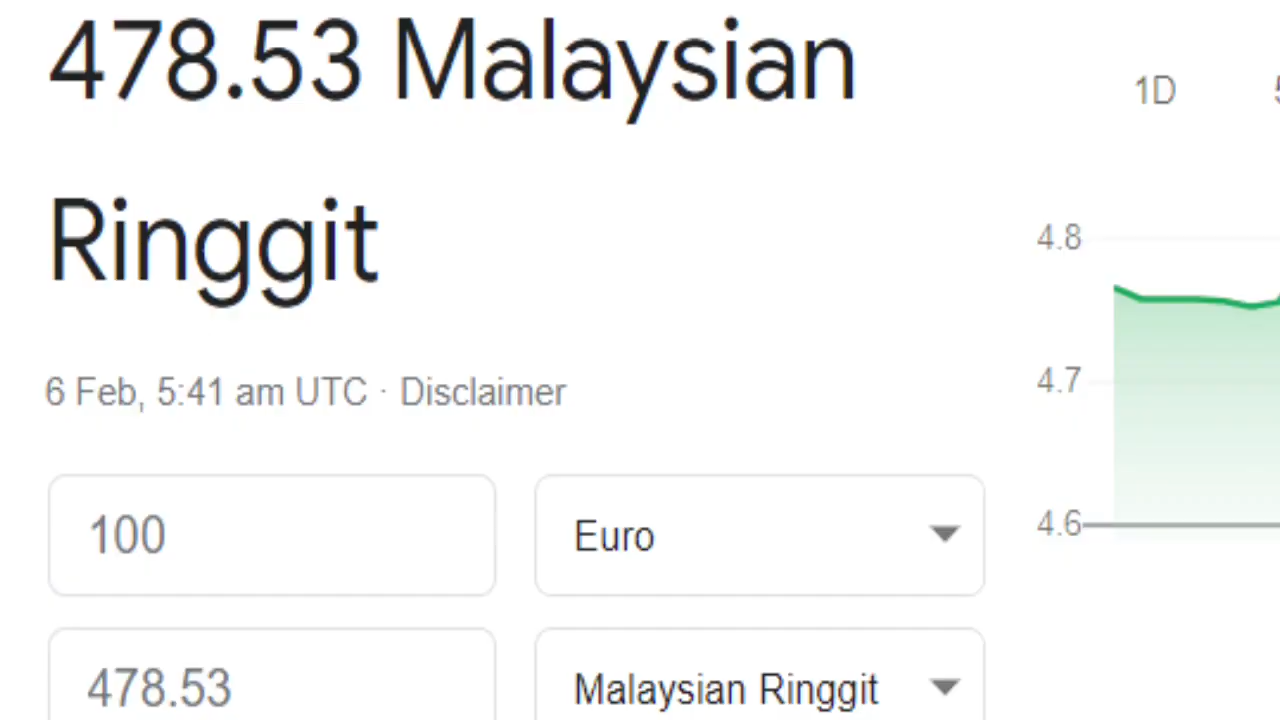 478.53 Malaysian
Ringgit
6 Feb, 5:41 am UTC · Disclaimer
100
Euro
478.53
Malaysian Ringgit
1D
4.8
4.7
4.6